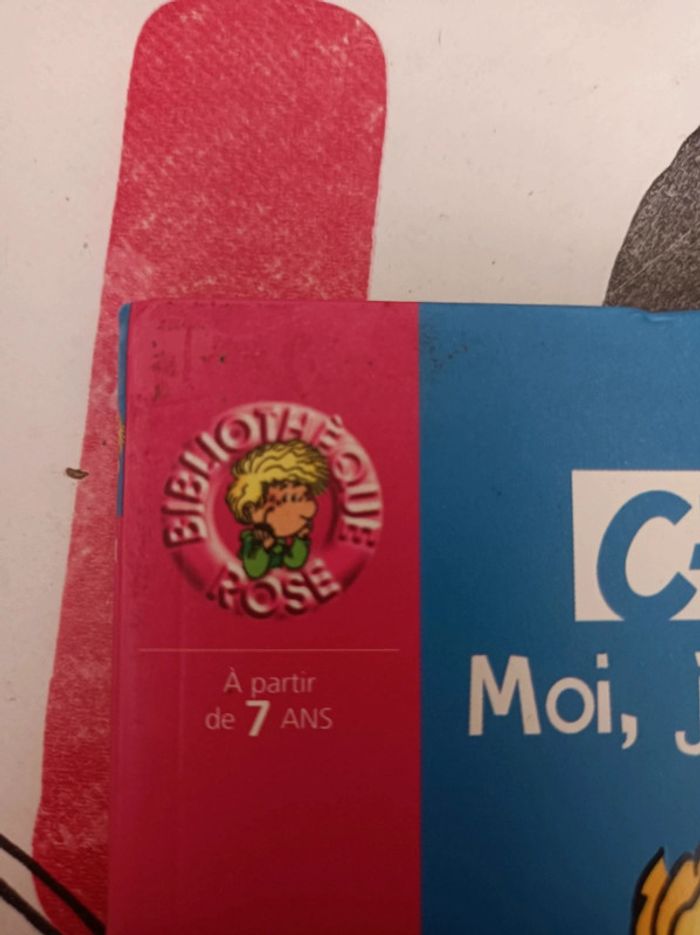 BIBLIOTHÈQUE
ROSE
À partir
de 7 ANS
C
Moi, j